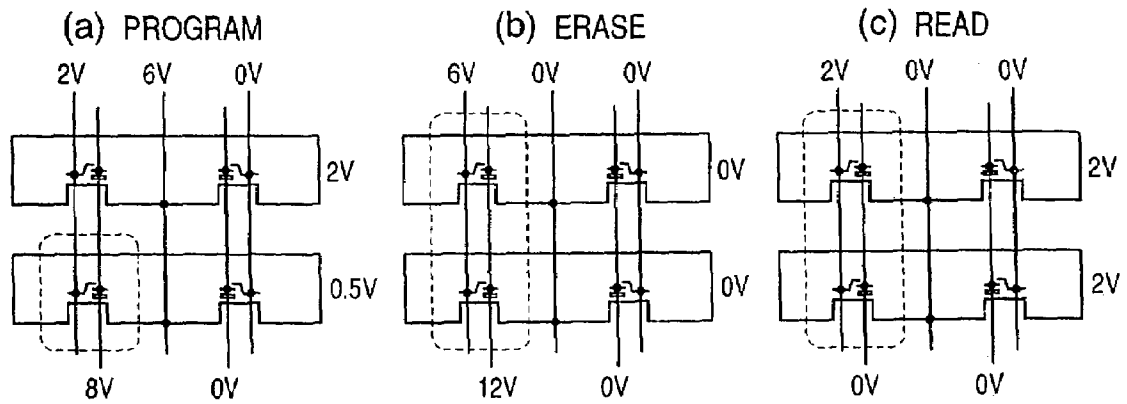 (a) PROGRAM (b) ERASE (c) READ
2V 6V 0V 6V 0V 0V 2V 0V 0V
2V 0V 2V
0.5V 0V 2V
8V 0V 12V 0V 0V 0V